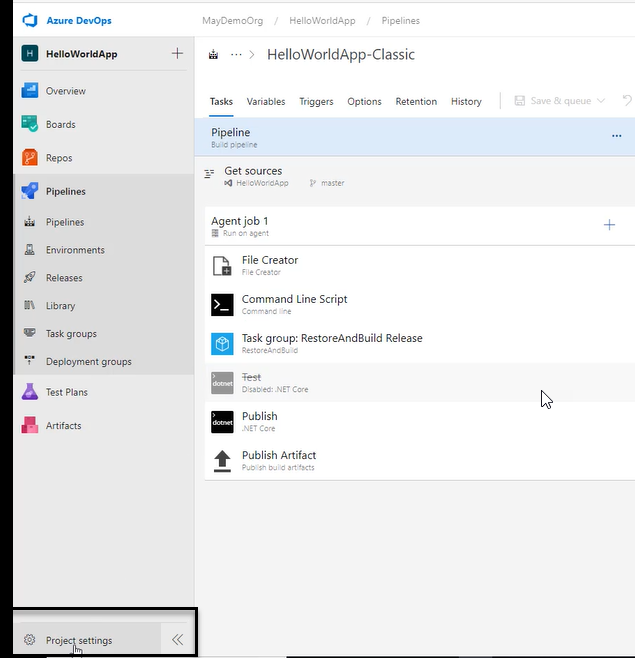 Azure DevOps
MayDemoOrg / HelloWorldApp / Pipelines
H HelloWorldApp +
Overview
Boards
Repos
Pipelines
Pipelines
Environments
Releases
Library
Task groups
Deployment groups
Test Plans
Artifacts
Project settings
... > HelloWorldApp-Classic
Tasks Variables Triggers Options Retention History Save & queue
Pipeline ...
Build pipeline
Get sources
HelloWorldApp master
Agent job 1 +
Run on agent
File Creator
File Creator
Command Line Script
Command line
Task group: RestoreAndBuild Release
RestoreAndBuild
dotnet Test
Disabled: .NET Core
dotnet Publish
.NET Core
Publish Artifact
Publish build artifacts